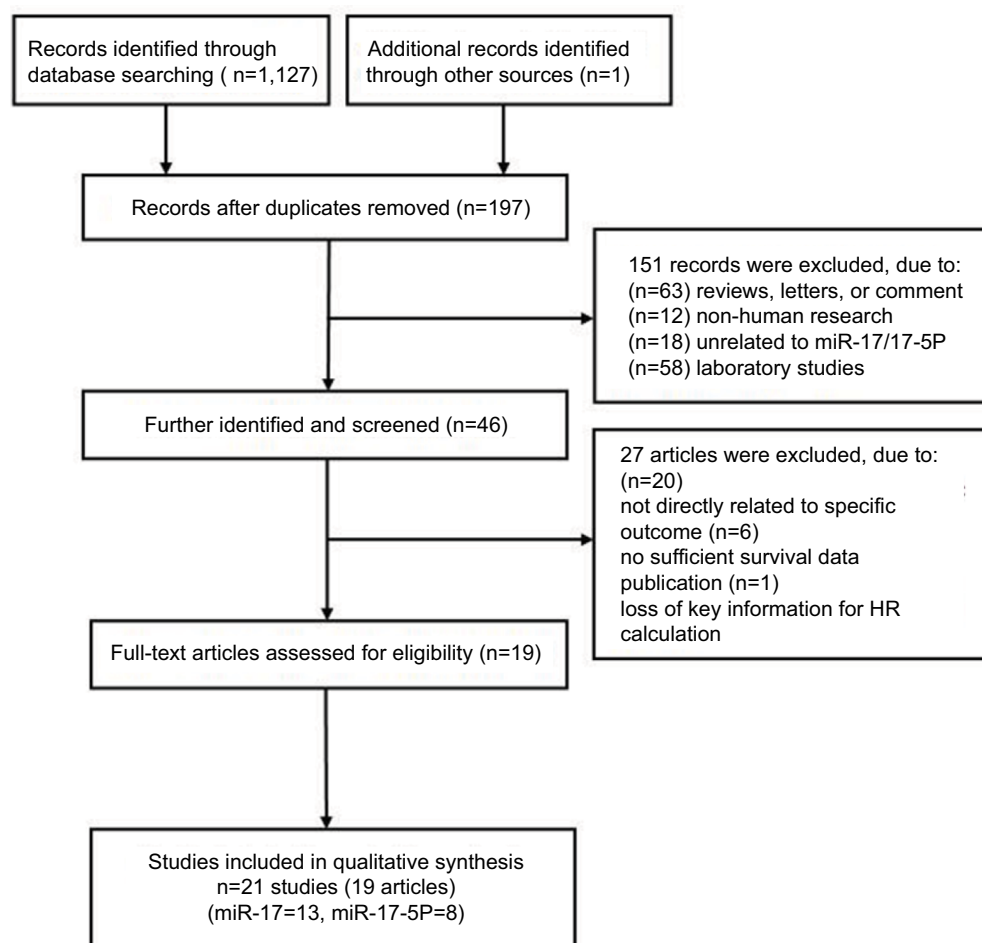 Records identified through
database searching ( n=1,127)
Additional records identified
through other sources (n=1)
Records after duplicates removed (n=197)
151 records were excluded, due to:
(n=63) reviews, letters, or comment
(n=12) non-human research
(n=18) unrelated to miR-17/17-5P
(n=58) laboratory studies
Further identified and screened (n=46)
27 articles were excluded, due to:
(n=20)
not directly related to specific
outcome (n=6)
no sufficient survival data
publication (n=1)
loss of key information for HR
calculation
Full-text articles assessed for eligibility (n=19)
Studies included in qualitative synthesis
n=21 studies (19 articles)
(miR-17=13, miR-17-5P=8)